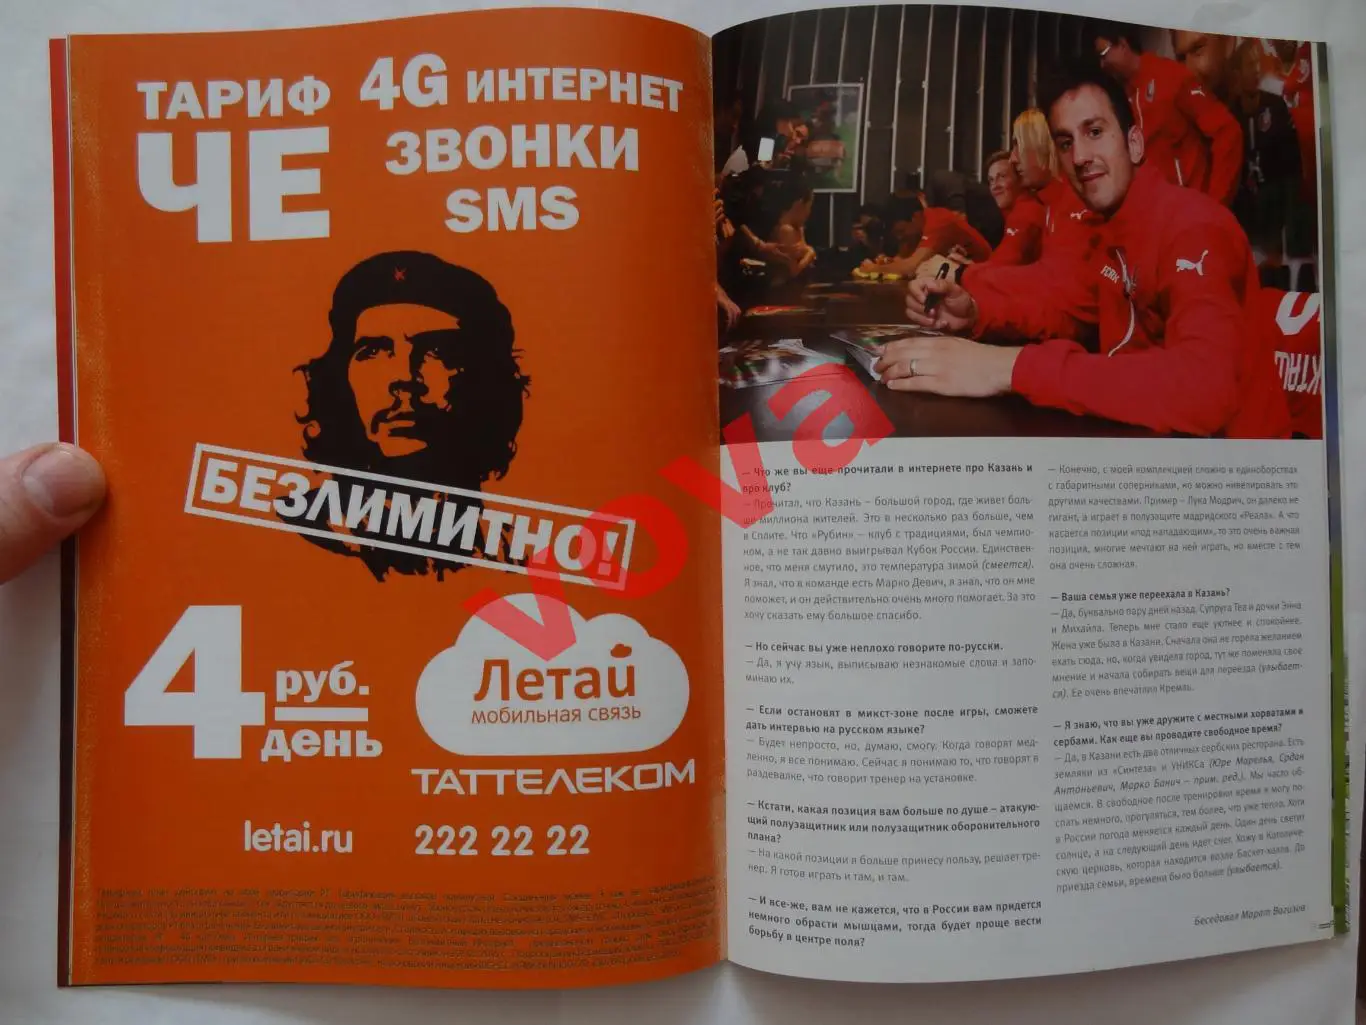 ТАРИФ
ЧЕ
4G ИНТЕРНЕТ
ЗВОНКИ
SMS
БЕЗЛИМИТНО!
4 руб.
день
Летай
мобильная связь
ТАТТЕЛЕКОМ
letai.ru
222 22 22
FCRK
vova
— Что же вы еще прочитали в интернете про Казань и
про клуб?
— Прочитал, что Казань – большой город, где живет боль-
ше миллиона жителей. Это в несколько раз больше, чем
в Сплите. Что «Рубин» – клуб с традициями, был чемпио-
ном, а не так давно выигрывал Кубок России. Единствен-
ное, что меня смутило, это температура зимой (смеется).
Я знал, что в команде есть Марко Девич, я знал, что он мне
поможет, и он действительно очень много помогает. За это
хочу сказать ему большое спасибо.
— Но сейчас вы уже неплохо говорите по-русски.
— Да, я учу язык, выписываю незнакомые слова и запо-
минаю их.
— Если остановят в микст-зоне после игры, сможете
дать интервью на русском языке?
— Будет непросто, но, думаю, смогу. Когда говорят мед-
ленно, я все понимаю. Сейчас я понимаю то, что говорят в
раздевалке, что говорит тренер на установке.
— Кстати, какая позиция вам больше по душе – атакую-
щий полузащитник или полузащитник оборонительного
плана?
— На какой позиции я больше принесу пользу, решает тре-
нер. Я готов играть и там, и там.
— И все-же, вам не кажется, что в России вам придется
немного обрасти мышцами, тогда будет проще вести
борьбу в центре поля?
— Конечно, с моей комплекцией сложно в единоборствах
с габаритными соперниками, но можно нивелировать это
другими качествами. Пример – Лука Модрич, он далеко не
гигант, а играет в полузащите мадридского «Реала». А что
касается позиции «под нападающим», то это очень важная
позиция, многие мечтают на ней играть, но вместе с тем
она очень сложная.
— Ваша семья уже переехала в Казань?
— Да, буквально пару дней назад. Супруга Теа и дочки Энна
и Михайла. Теперь мне стало еще уютнее и спокойнее.
Жена уже была в Казани. Сначала она не горела желанием
ехать сюда, но, когда увидела город, тут же поменяла свое
мнение и начала собирать вещи для переезда (улыбает-
ся). Ее очень впечатлил Кремль.
— Я знаю, что вы уже дружите с местными хорватами и
сербами. Как еще вы проводите свободное время?
— Да, в Казани есть два отличных сербских ресторана. Есть
земляки из «Синтеза» и УНИКСа (Юре Марелья, Срдан
Антоньевич, Марко Банич – прим. ред.). Мы часто об-
щаемся. В свободное после тренировки время я могу по-
спать немного, прогуляться, тем более, что уже тепло. Хотя
в России погода меняется каждый день. Один день светит
солнце, а на следующий день идет снег. Хожу в Католиче-
скую церковь, которая находится возле Баскет-холла. До
приезда семьи, времени было больше (улыбается).
Беседовал Марат Вагизов